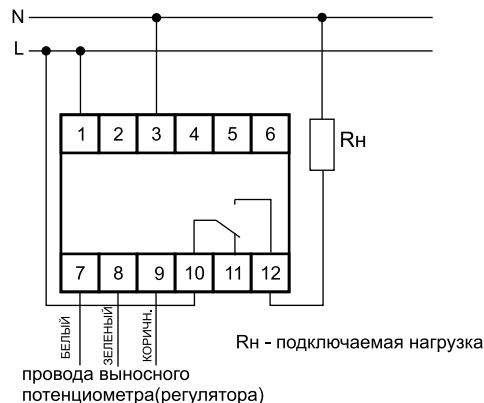 N
L
1 2 3 4 5 6
Rн
7 8 9 10 11 12
БЕЛЫЙ
ЗЕЛЕНЫЙ
КОРИЧН.
Rн - подключаемая нагрузка
провода выносного
потенциометра(регулятора)